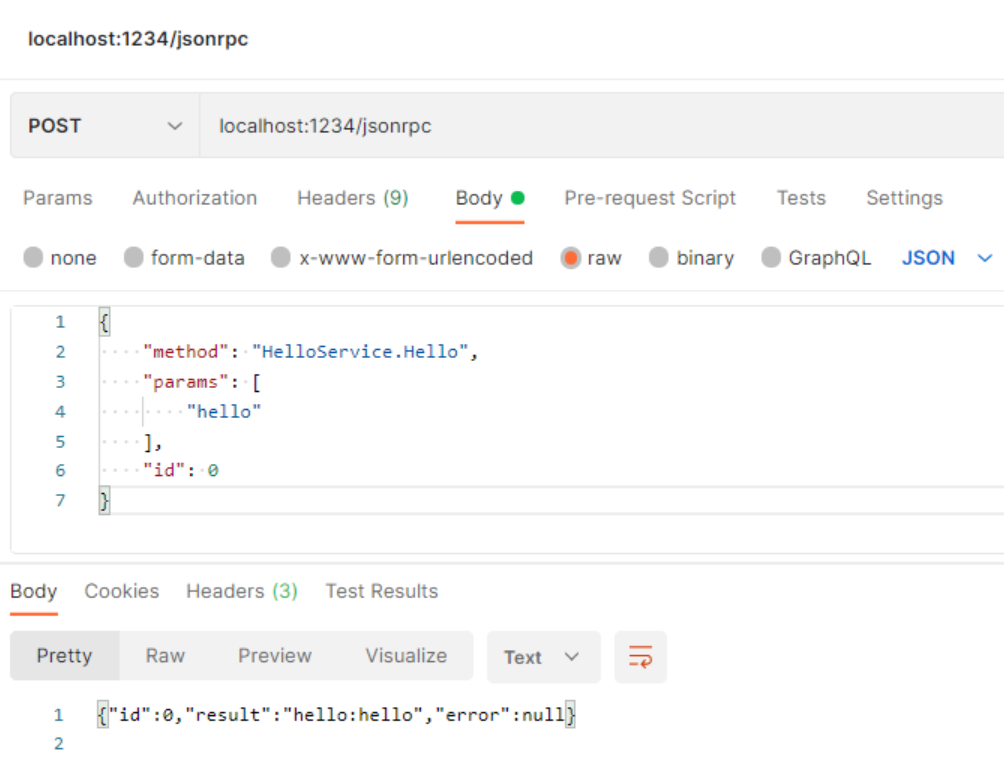 localhost:1234/jsonrpc
POST localhost:1234/jsonrpc
Params Authorization Headers (9) Body Pre-request Script Tests Settings
none form-data x-www-form-urlencoded raw binary GraphQL JSON
1 {
2 "method": "HelloService.Hello",
3 "params": [
4 "hello"
5 ],
6 "id": 0
7 }
Body Cookies Headers (3) Test Results
Pretty Raw Preview Visualize Text
1 {"id":0,"result":"hello:hello","error":null}
2